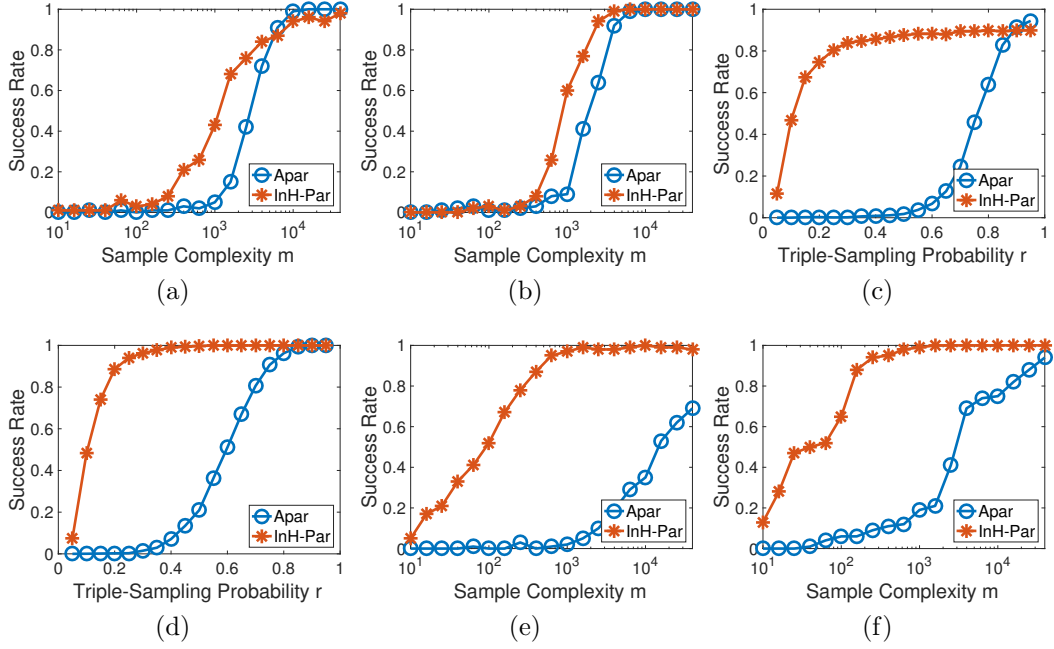 1
0.8
0.6
0.4
0.2
0
Success Rate
10^1 10^2 10^3 10^4
Sample Complexity m
Apar
InH-Par
(a)
1
0.8
0.6
0.4
0.2
0
Success Rate
10^1 10^2 10^3 10^4
Sample Complexity m
Apar
InH-Par
(b)
1
0.8
0.6
0.4
0.2
0
Success Rate
0 0.2 0.4 0.6 0.8 1
Triple-Sampling Probability r
Apar
InH-Par
(c)
1
0.8
0.6
0.4
0.2
0
Success Rate
0 0.2 0.4 0.6 0.8 1
Triple-Sampling Probability r
Apar
InH-Par
(d)
1
0.8
0.6
0.4
0.2
0
Success Rate
10^1 10^2 10^3 10^4
Sample Complexity m
Apar
InH-Par
(e)
1
0.8
0.6
0.4
0.2
0
Success Rate
10^1 10^2 10^3 10^4
Sample Complexity m
Apar
InH-Par
(f)